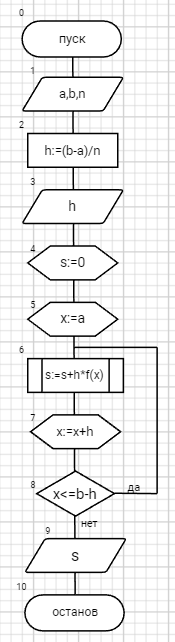 0
пуск
1
a,b,n
2
h:=(b-a)/n
3
h
4
s:=0
5
x:=a
6
s:=s+h*f(x)
7
x:=x+h
8
x<=b-h
да
нет
9
s
10
останов